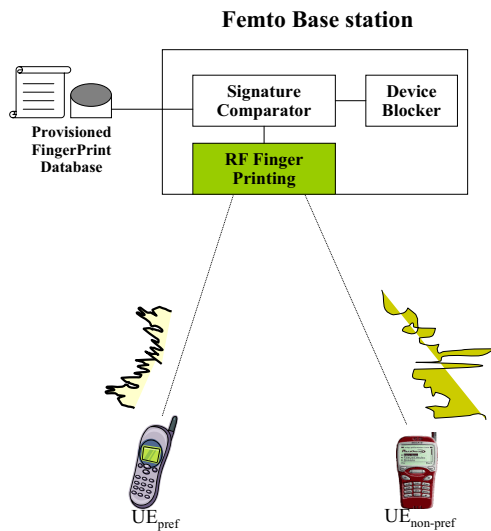 Femto Base station
Signature
Comparator
Device
Blocker
Provisioned
FingerPrint
Database
RF Finger
Printing
UEpref
UEnon-pref